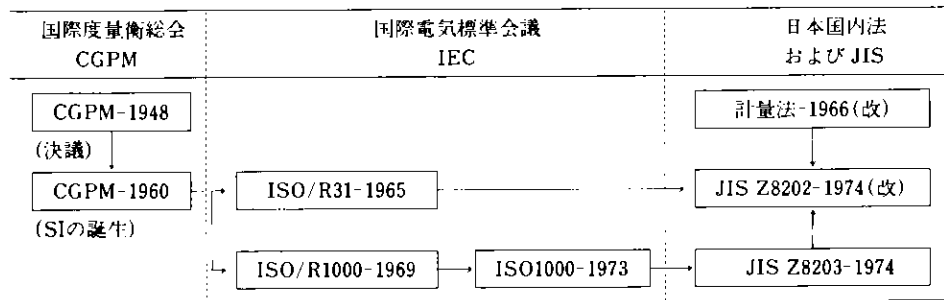 国際度量衡総会
CGPM
国際電気標準会議
IEC
日本国内法
および JIS
CGPM-1948
計量法-1966(改)
(決議)
CGPM-1960
ISO/R31-1965
JIS Z8202-1974(改)
(SIの誕生)
ISO/R1000-1969
ISO1000-1973
JIS Z8203-1974